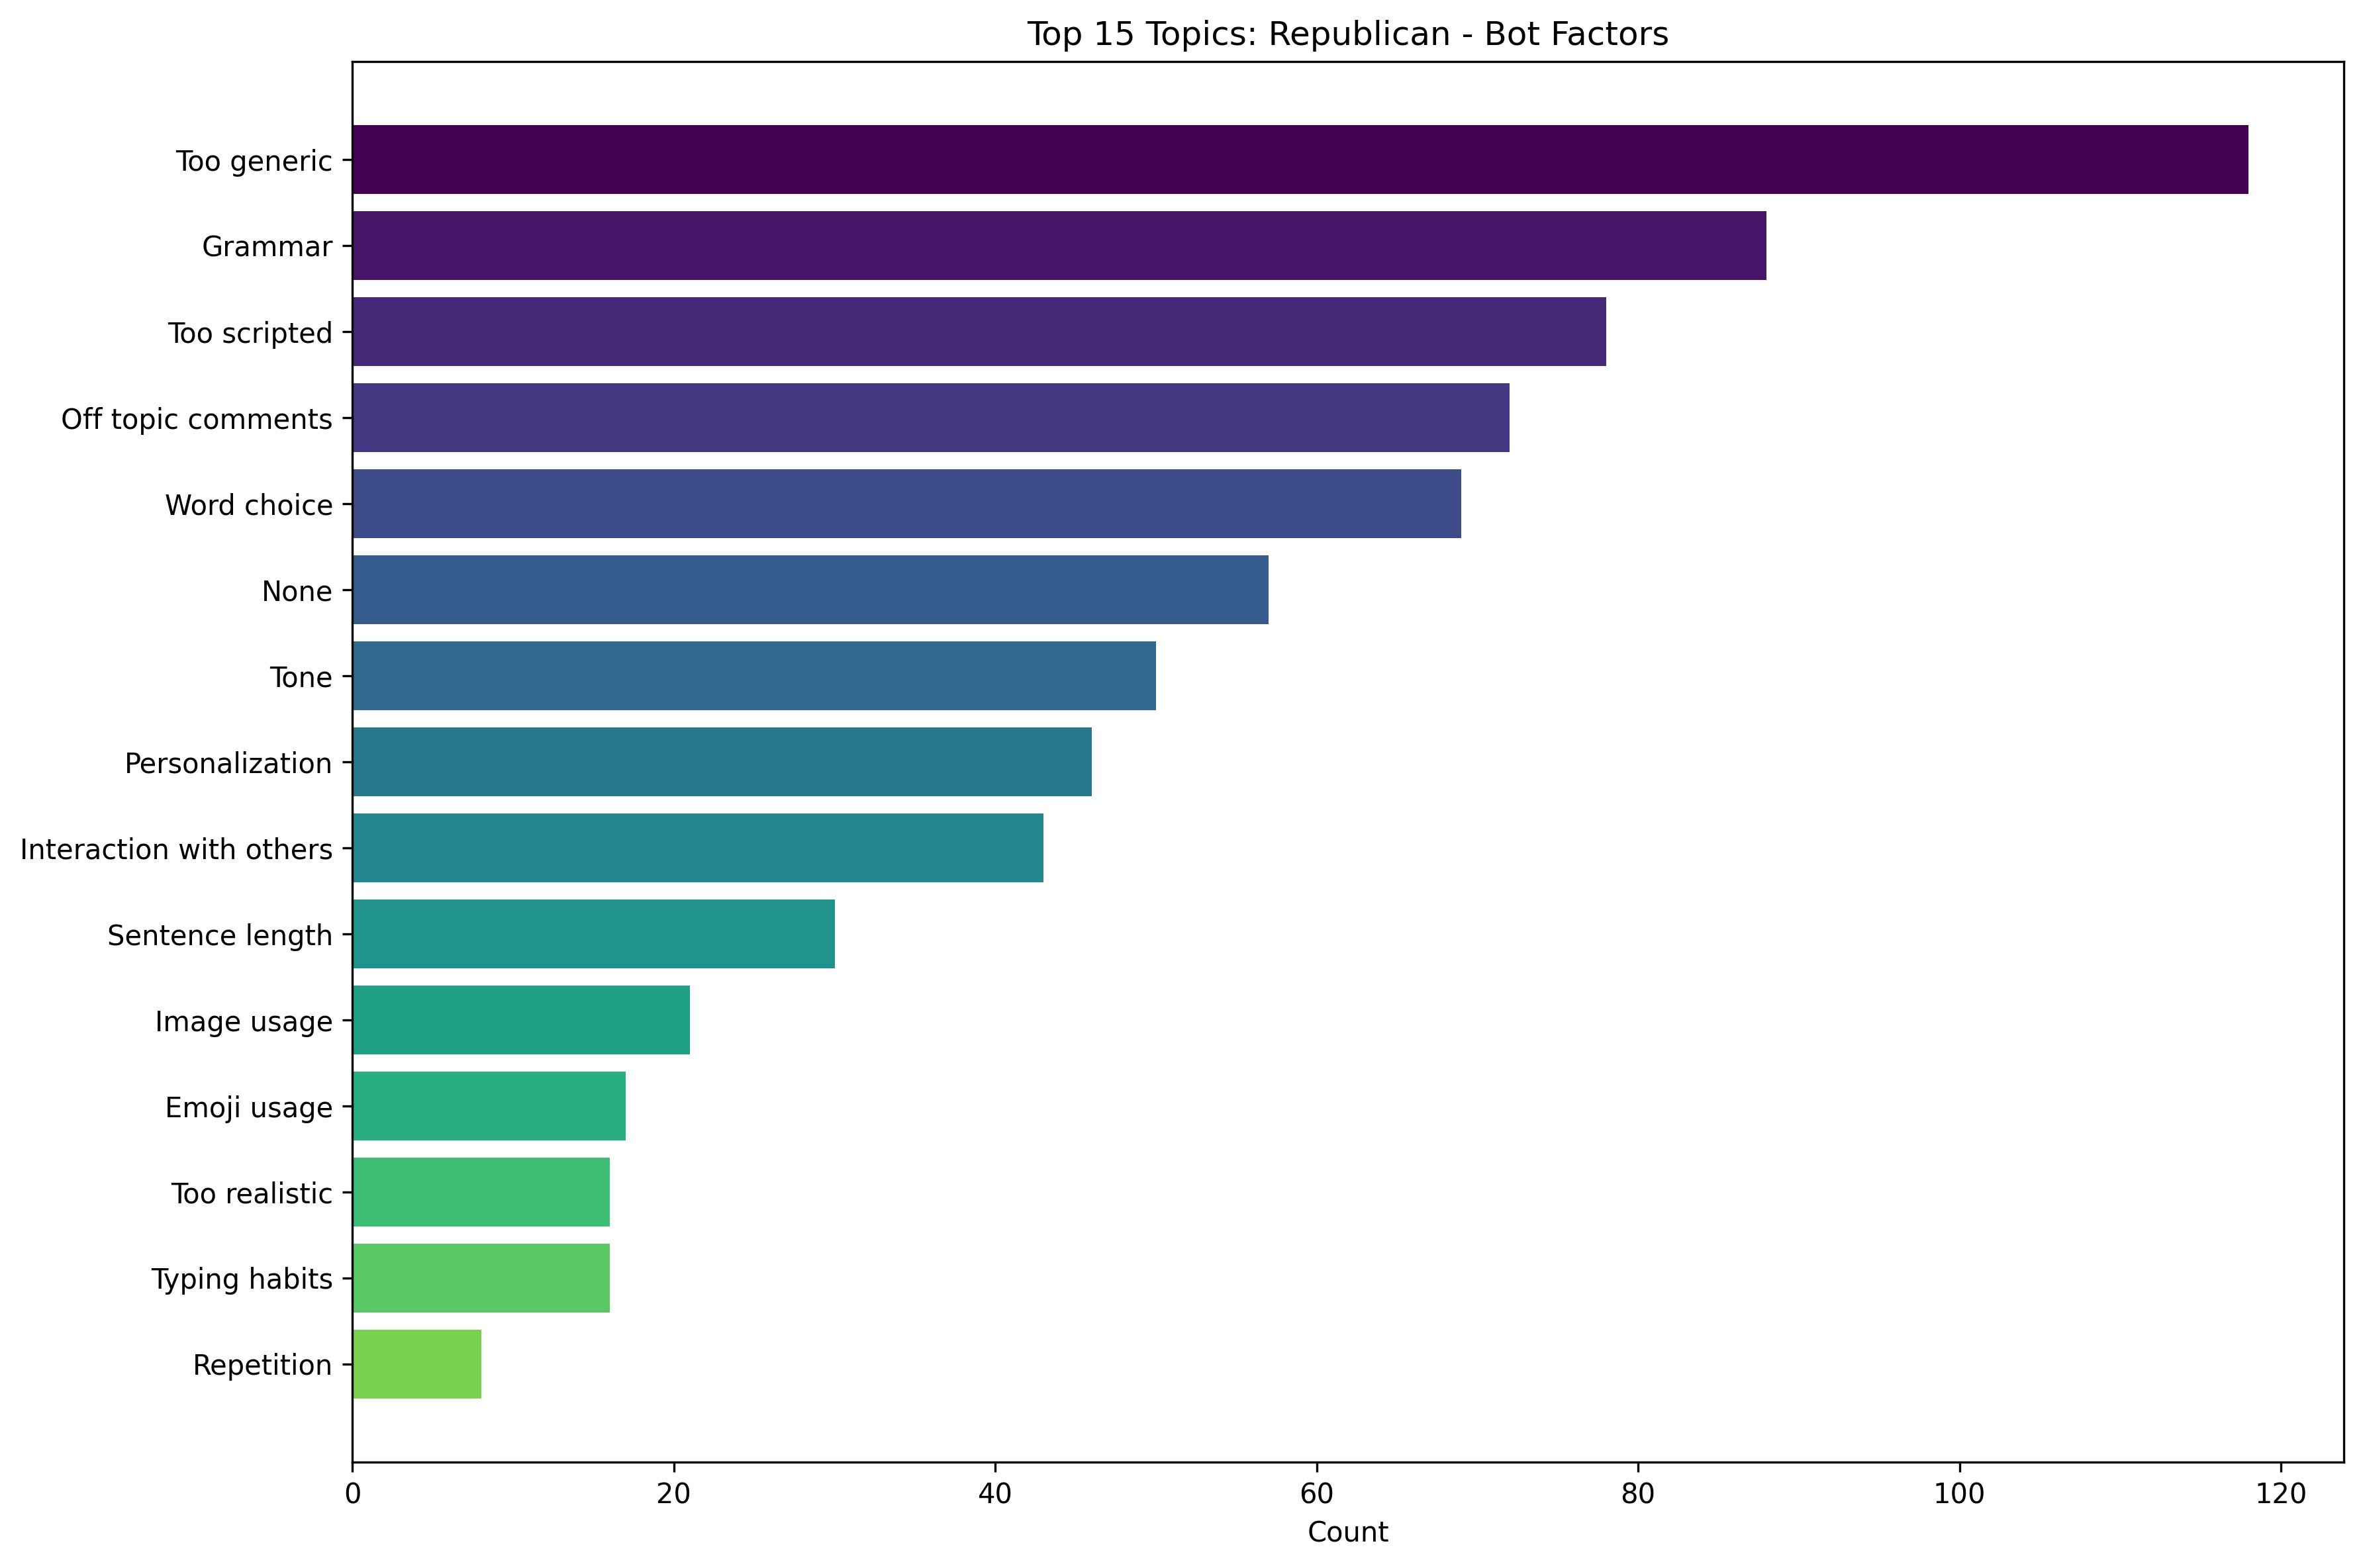 Top 15 Topics: Republican - Bot Factors
Too generic
Grammar
Too scripted
Off topic comments
Word choice
None
Tone
Personalization
Interaction with others
Sentence length
Image usage
Emoji usage
Too realistic
Typing habits
Repetition
0 20 40 60 80 100 120
Count